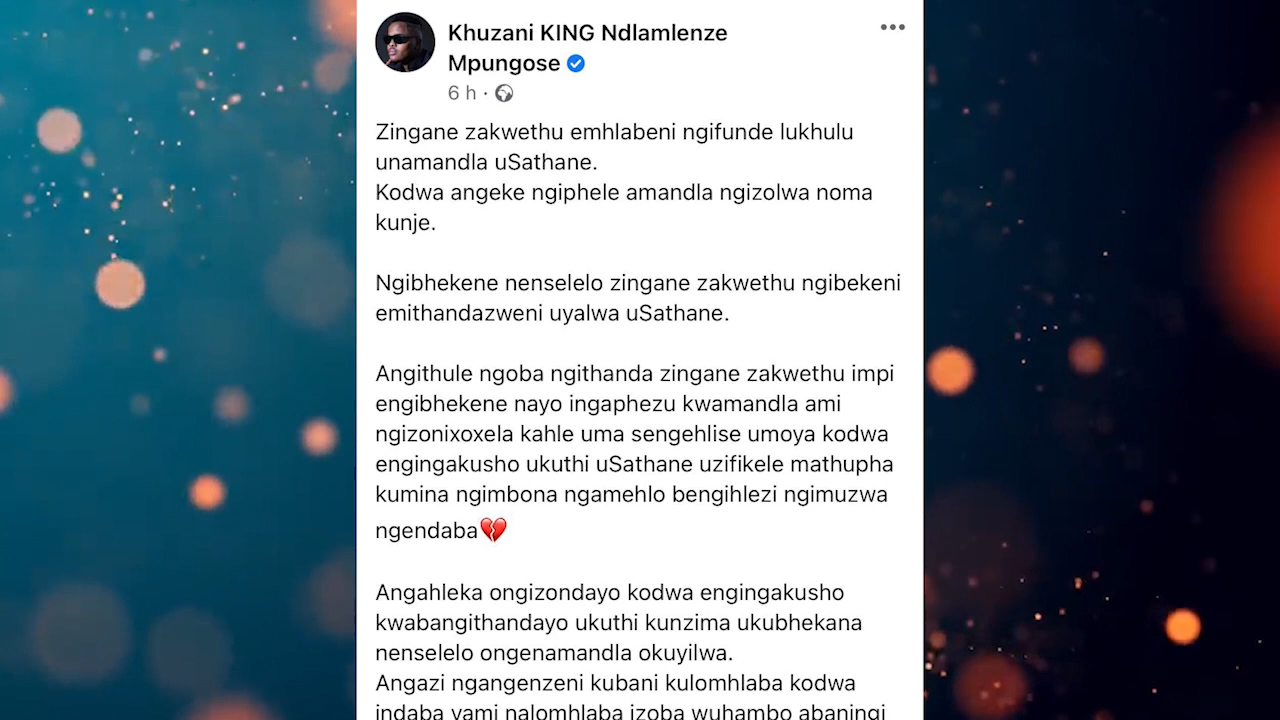 Khuzani KING Ndlamlenze
Mpungose
6 h ·
Zingane zakwethu emhlabeni ngifunde lukhulu
unamandla uSathane.
Kodwa angeke ngiphele amandla ngizolwa noma
kunje.
Ngibhekene nenselelo zingane zakwethu ngibekeni
emithandazweni uyalwa uSathane.
Angithule ngoba ngithanda zingane zakwethu impi
engibhekene nayo ingaphezu kwamandla ami
ngizonixoxela kahle uma sengehlise umoya kodwa
engingakusho ukuthi uSathane uzifikele mathupha
kumina ngimbona ngamehlo bengihlezi ngimuzwa
ngendaba💔
Angahleka ongizondayo kodwa engingakusho
kwabangithandayo ukuthi kunzima ukubhekana
nenselelo ongenamandla okuyilwa.
Angazi ngangenzeni kubani kulomhlaba kodwa
indaba yami nalomhlaba izoba wuhambo abaningi